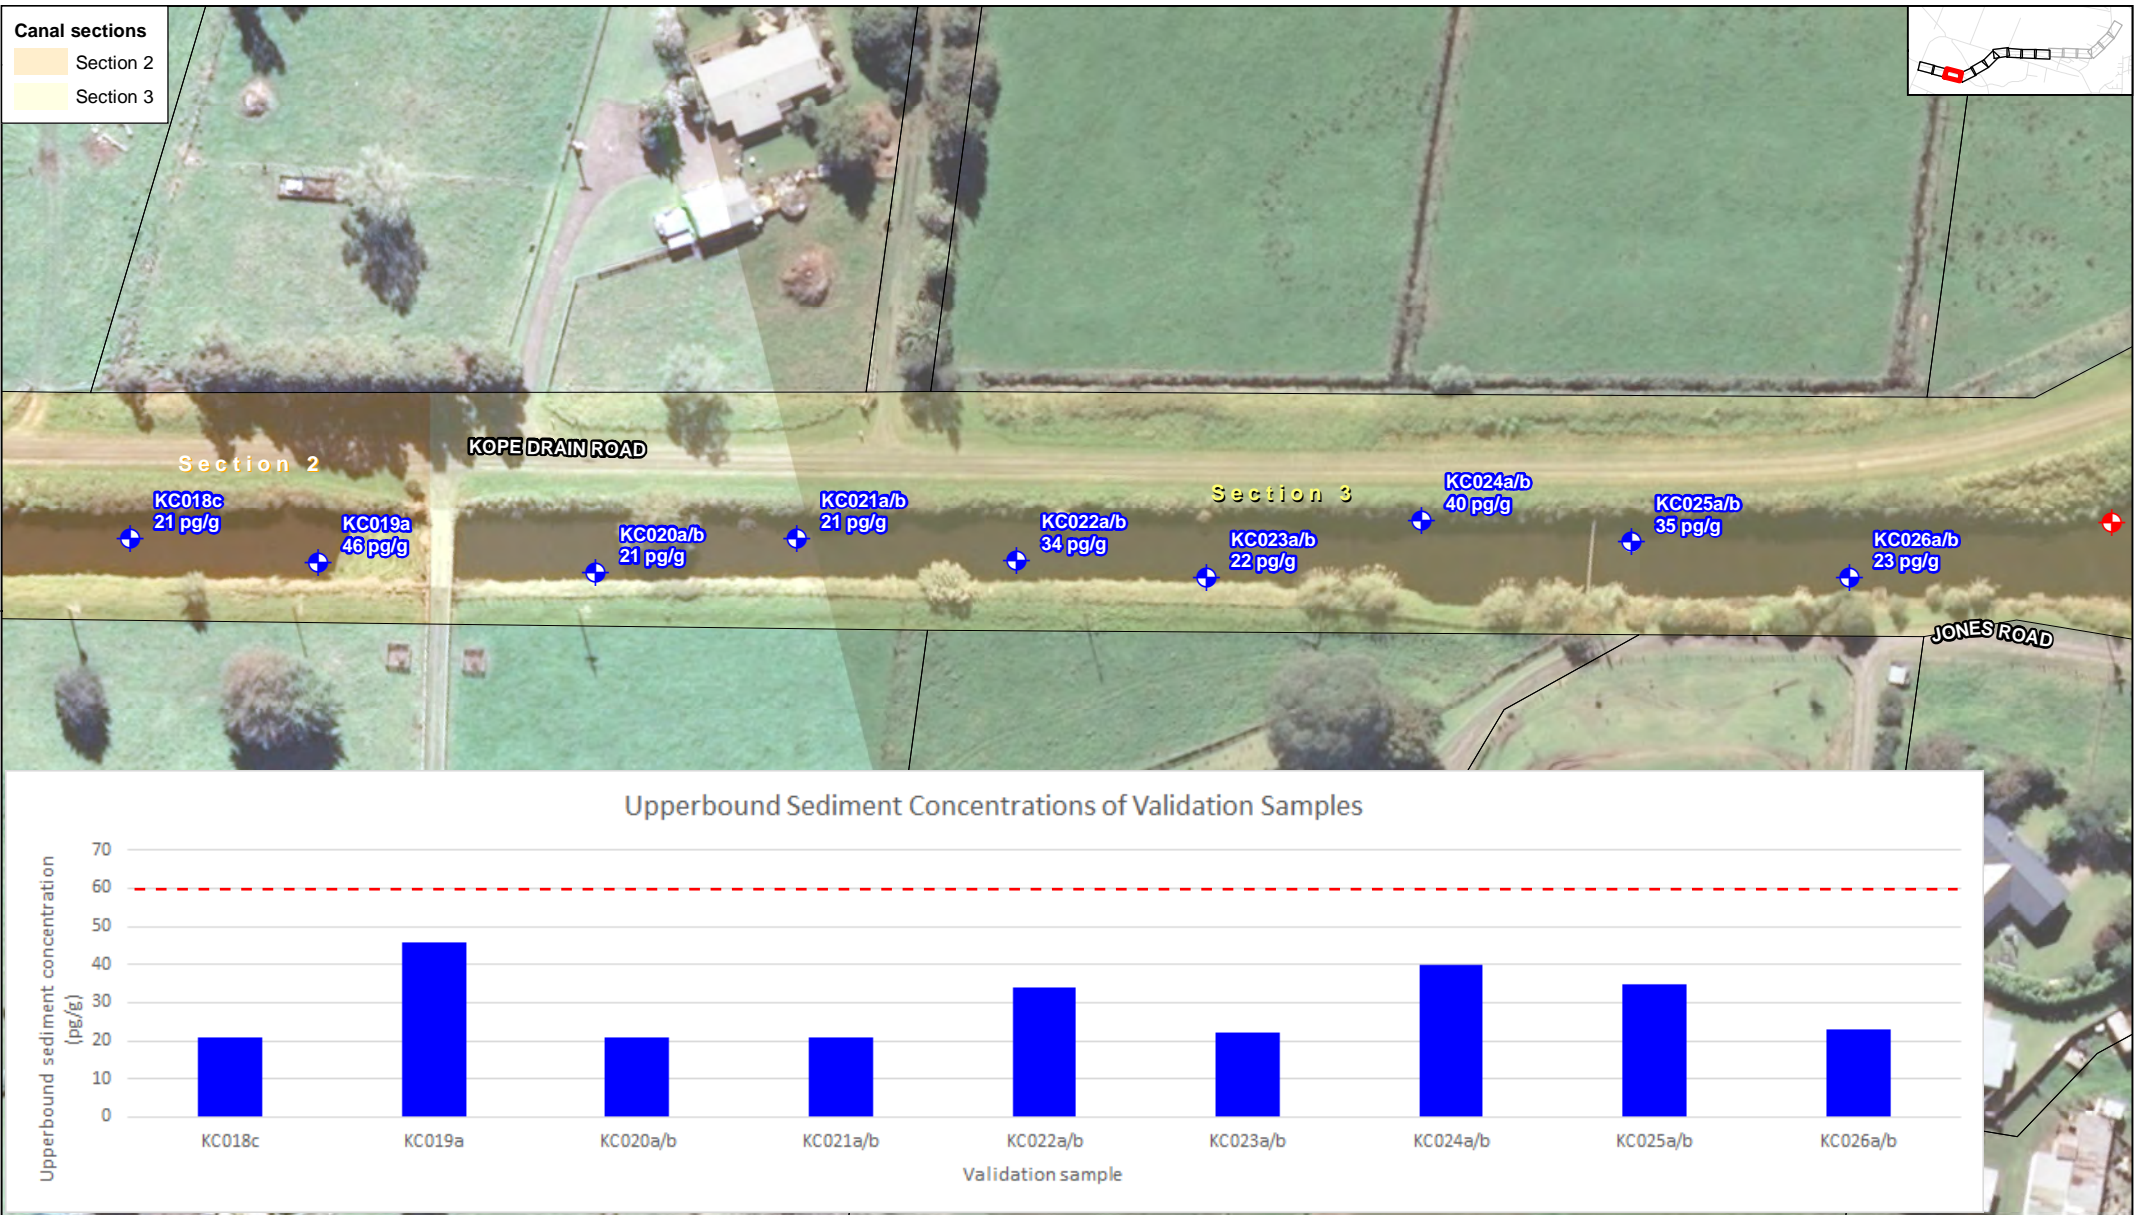 Canal sections
Section 2
Section 3
KOPE DRAIN ROAD
Section 2
Section 3
KC018c
21 pg/g
KC019a
46 pg/g
KC020a/b
21 pg/g
KC021a/b
21 pg/g
KC022a/b
34 pg/g
KC023a/b
22 pg/g
KC024a/b
40 pg/g
KC025a/b
35 pg/g
KC026a/b
23 pg/g
JONES ROAD
Upperbound Sediment Concentrations of Validation Samples
Upperbound sediment concentration
(pg/g)
70
60
50
40
30
20
10
0
KC018c
KC019a
KC020a/b
KC021a/b
KC022a/b
KC023a/b
KC024a/b
KC025a/b
KC026a/b
Validation sample